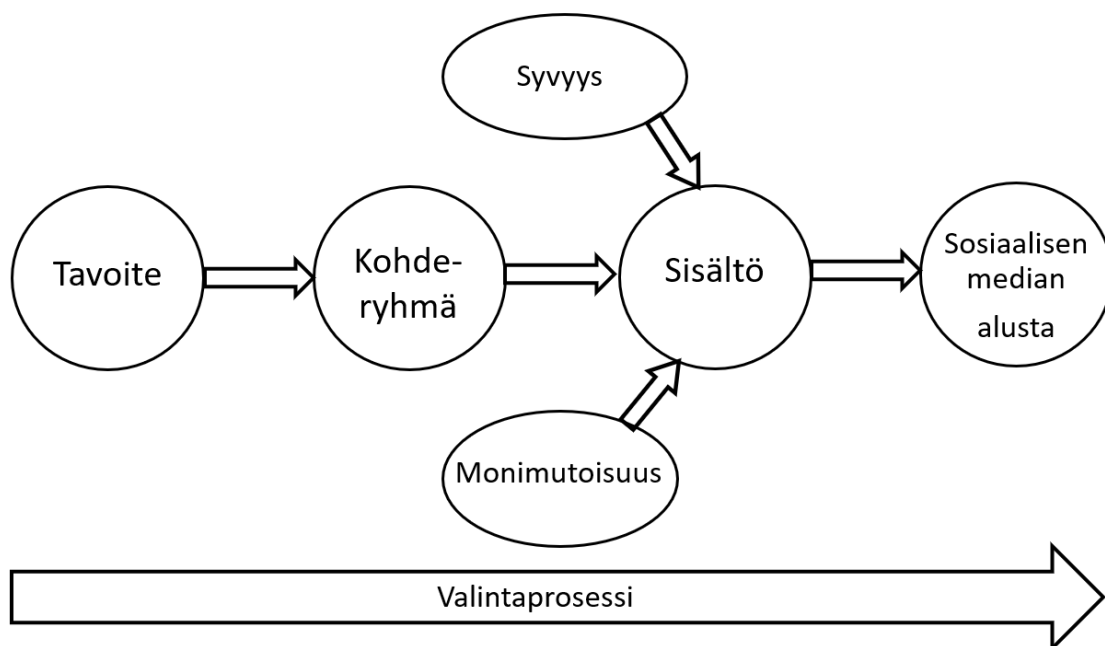 Syvyys
Tavoite
Kohde-
ryhmä
Sisältö
Sosiaalisen
median
alusta
Monimutoisuus
Valintaprosessi